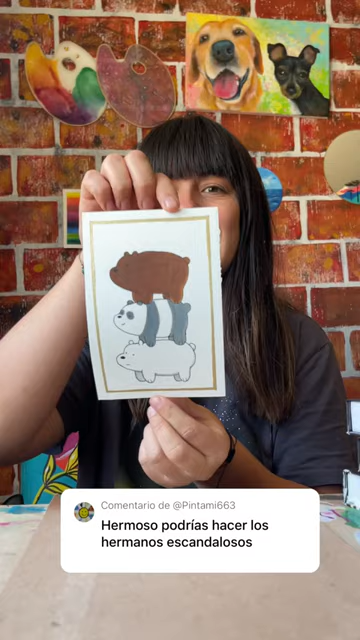 Comentario de @Pintami663
Hermoso podrías hacer los
hermanos escandalosos